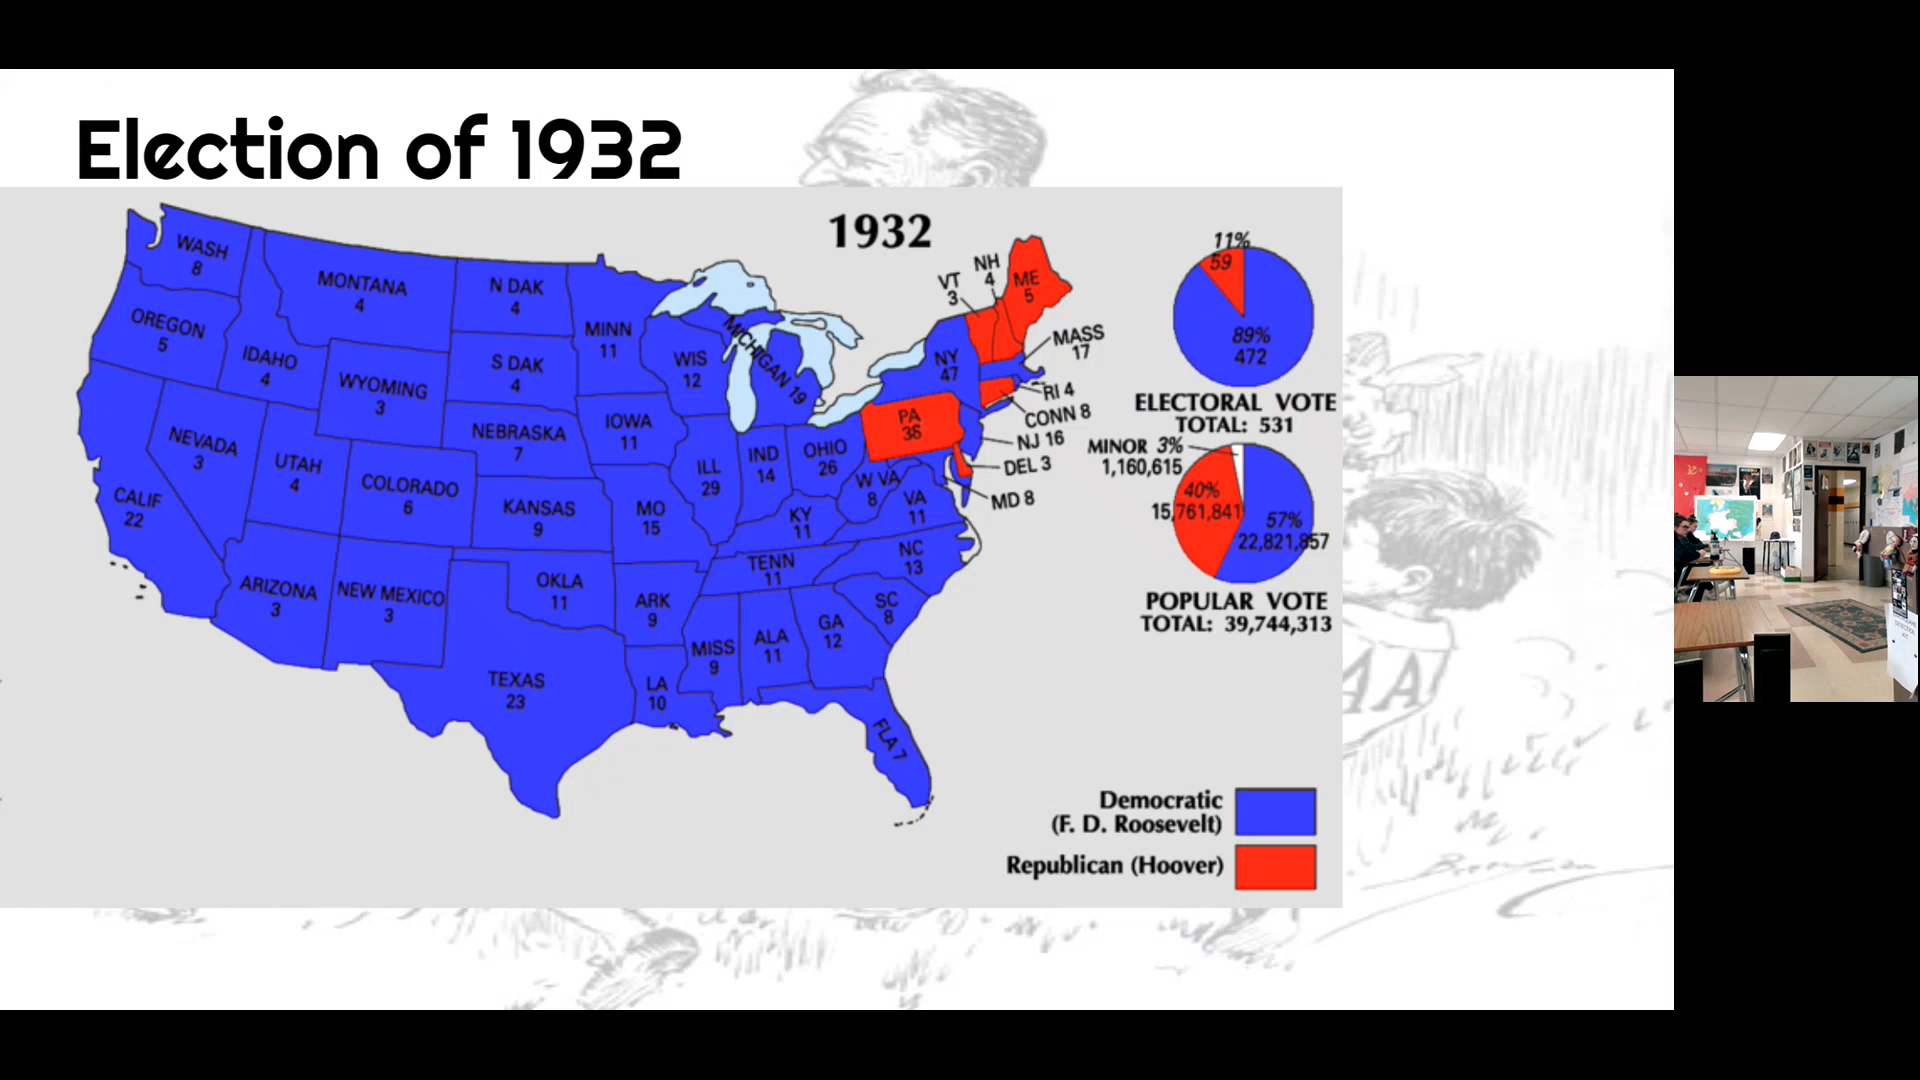 Election of 1932
1932
WASH
8
OREGON
5
CALIF
22
NEVADA
3
IDAHO
4
MONTANA
4
WYOMING
3
UTAH
4
COLORADO
6
ARIZONA
3
NEW MEXICO
3
N DAK
4
S DAK
4
NEBRASKA
7
KANSAS
9
OKLA
11
TEXAS
23
MINN
11
IOWA
11
MO
15
ARK
9
LA
10
WIS
12
ILL
29
MICHIGAN 19
IND
14
OHIO
26
KY
11
TENN
11
MISS
9
ALA
11
GA
12
FLA 7
SC
8
NC
13
VA
11
W VA
8
PA
36
NY
47
VT
3
NH
4
ME
5
MASS
17
RI 4
CONN 8
NJ 16
DEL 3
MD 8
11%
59
89%
472
ELECTORAL VOTE
TOTAL: 531
MINOR 3%
1,160,615
40%
15,761,841
57%
22,821,857
POPULAR VOTE
TOTAL: 39,744,313
Democratic
(F. D. Roosevelt)
Republican (Hoover)
AA